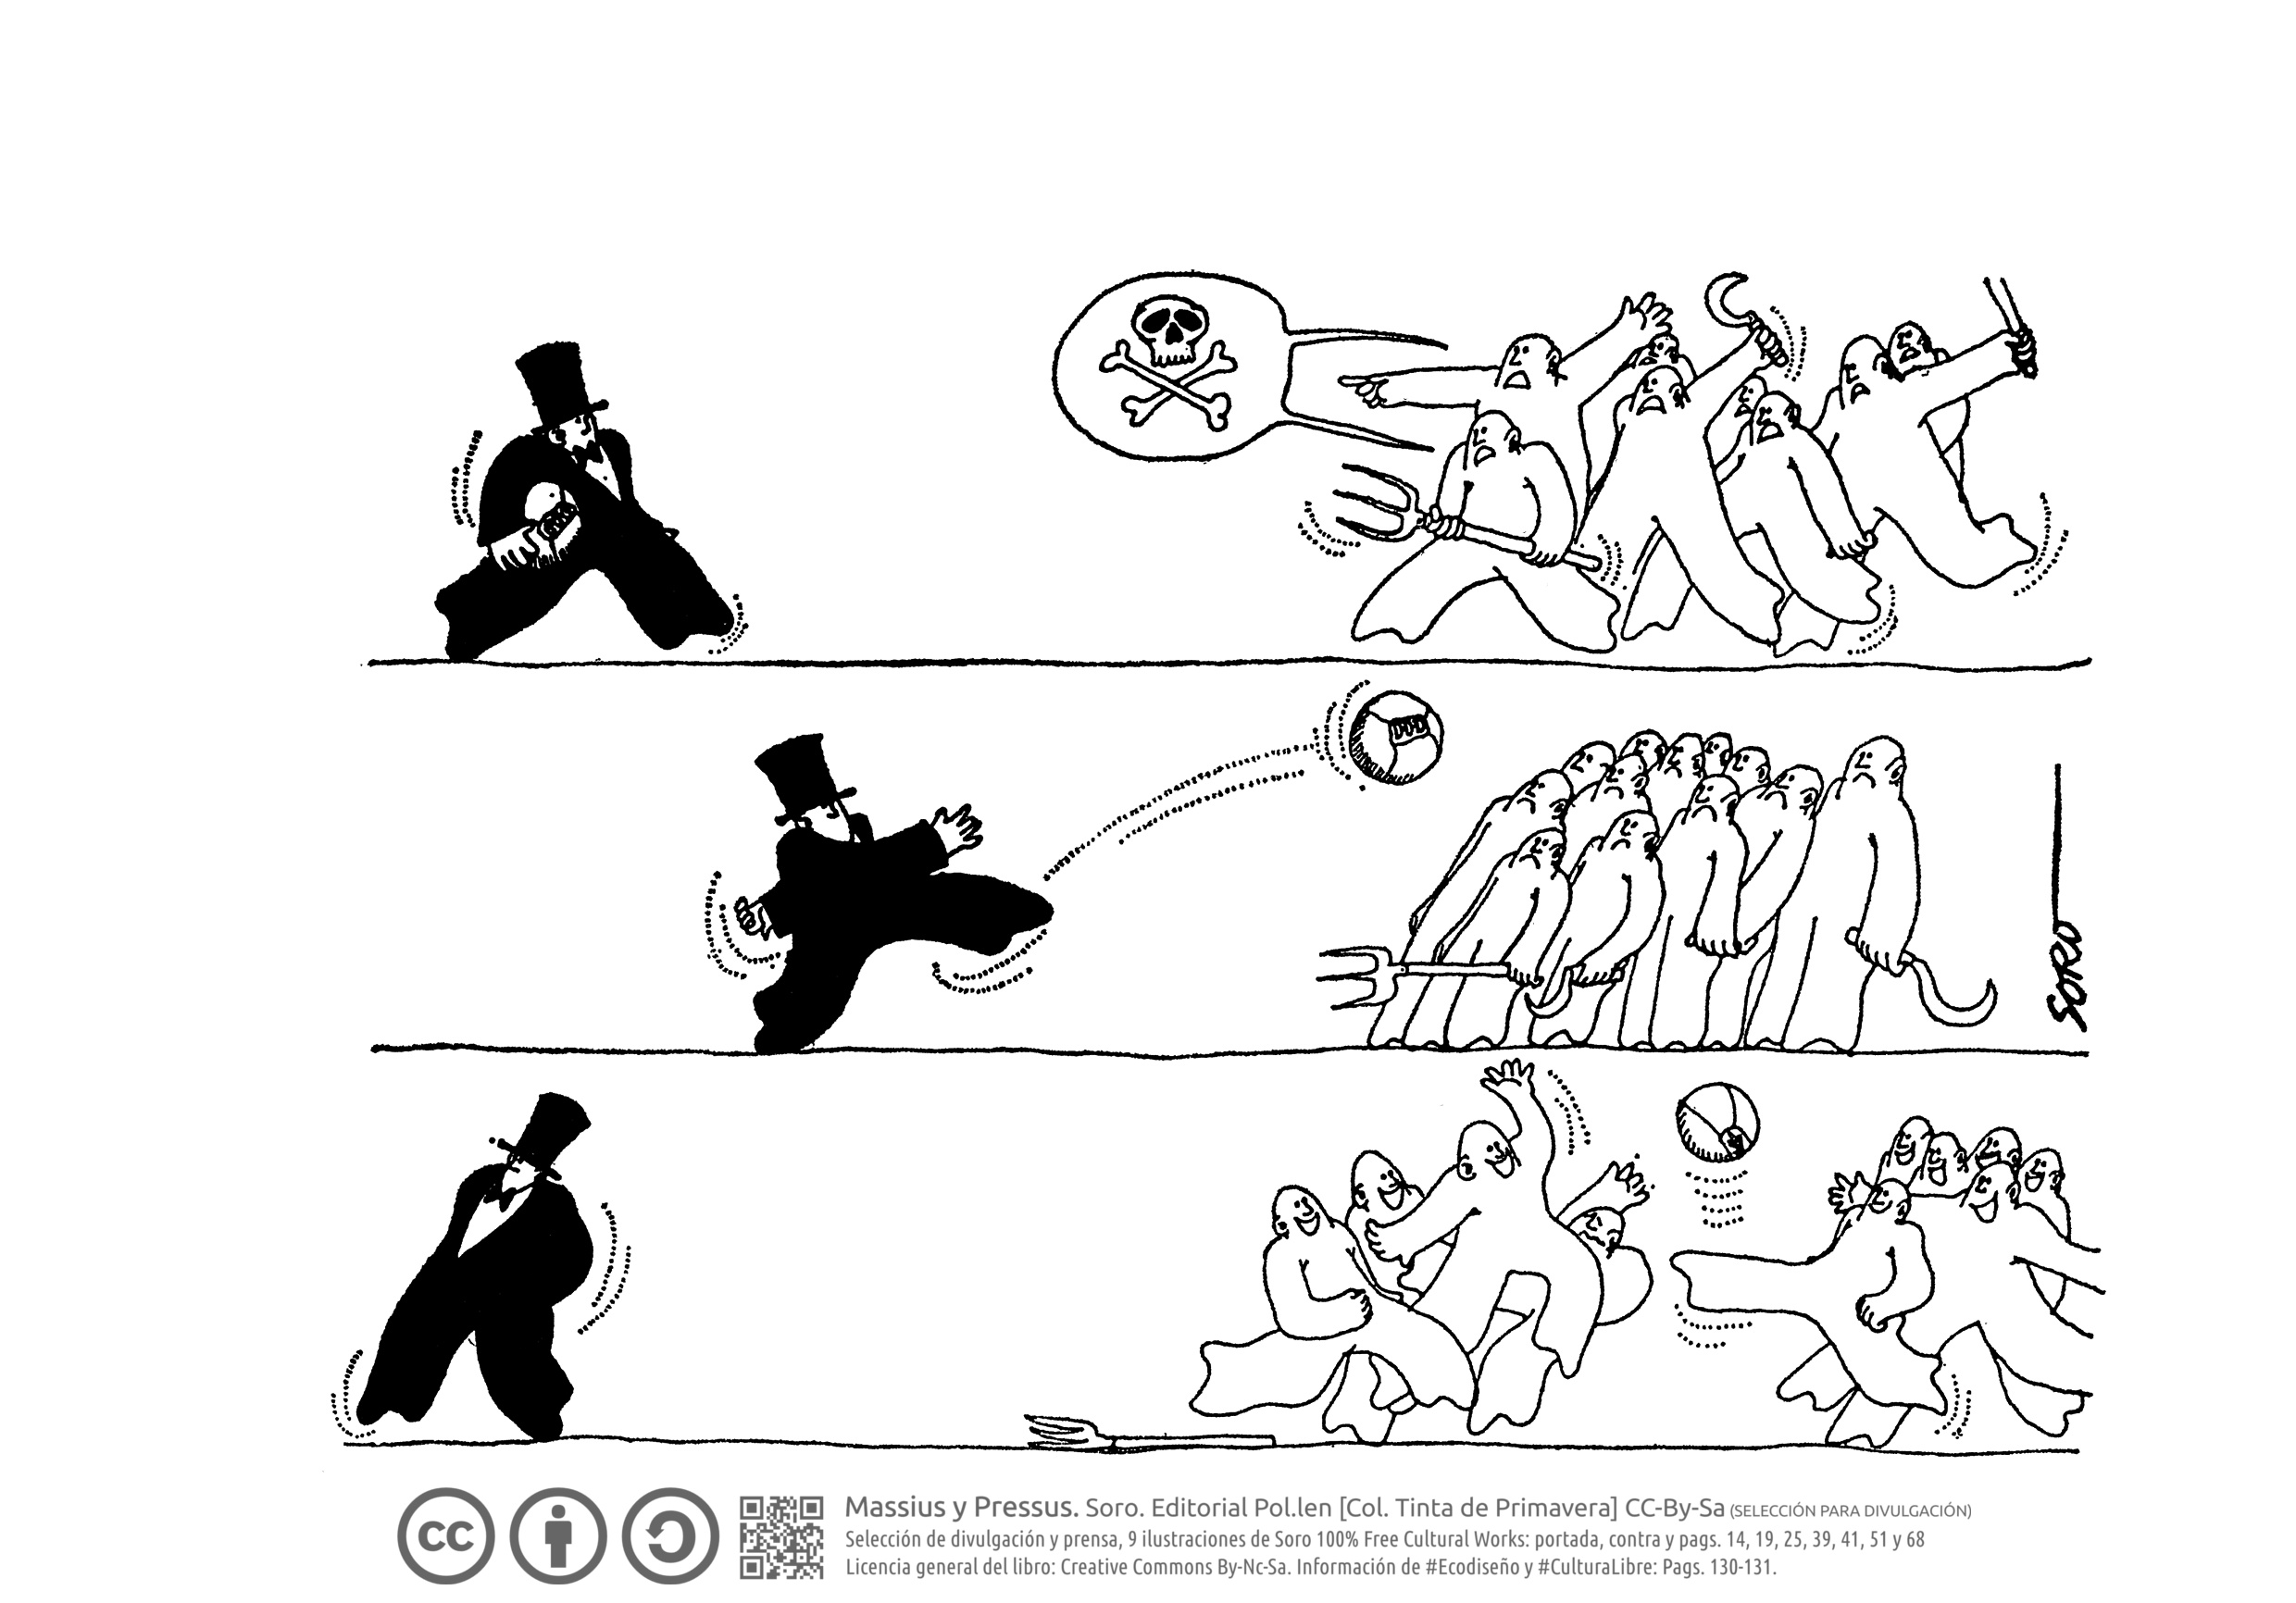 soros
cc
Massius y Pressus. Soro. Editorial Pol.len [Col. Tinta de Primavera] CC-By-Sa (SELECCIÓN PARA DIVULGACIÓN)
Selección de divulgación y prensa, 9 ilustraciones de Soro 100% Free Cultural Works: portada, contra y pags. 14, 19, 25, 39, 41, 51 y 68
Licencia general del libro: Creative Commons By-Nc-Sa. Información de #Ecodiseño y #CulturaLibre: Pags. 130-131.